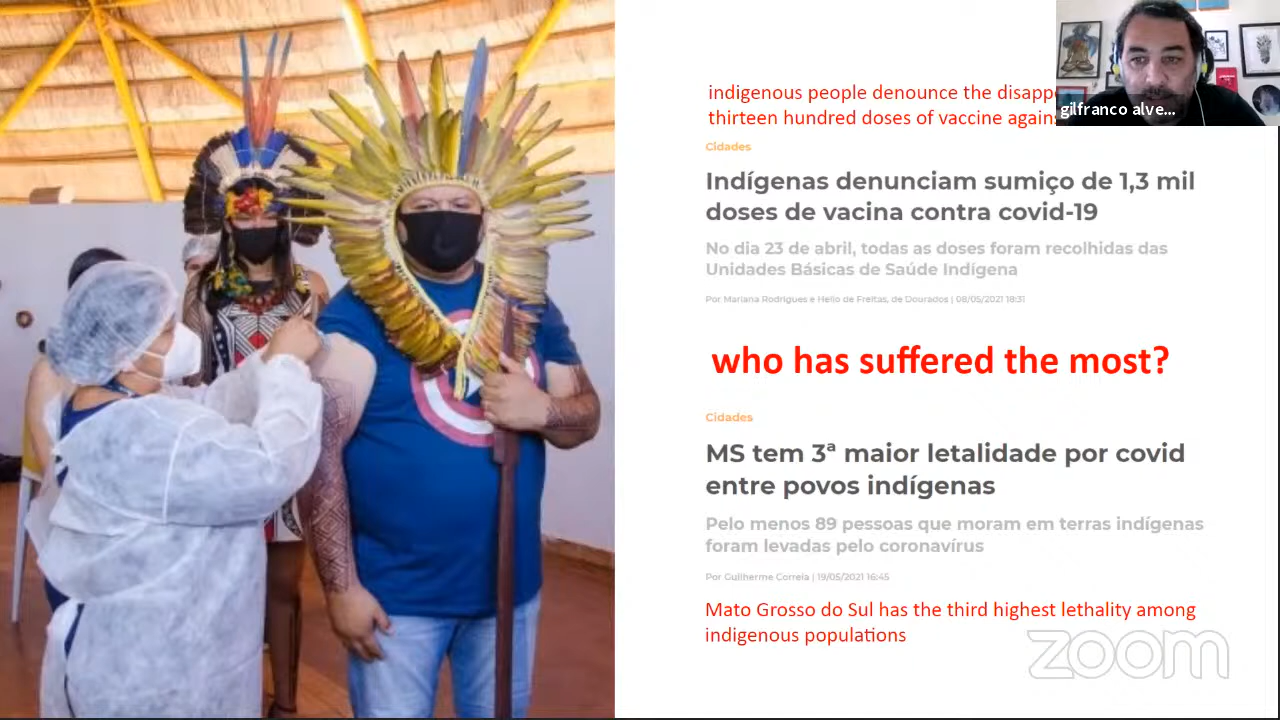 indigenous people denounce the
thirteen hundred doses of vaccine
gilfranco alve...
Cidades
Indígenas denunciam sumiço de 1,3 mil
doses de vacina contra covid-19
No dia 23 de abril, todas as doses foram recolhidas das
Unidades Básicas de Saúde Indígena
Por Mariana Rodrigues e Helio de Freitas, de Dourados | 08/05/2021 18:31
who has suffered the most?
Cidades
MS tem 3ª maior letalidade por covid
entre povos indígenas
Pelo menos 89 pessoas que moram em terras indígenas
foram levadas pelo coronavírus
Por Guilherme Correia | 19/05/2021 16:45
Mato Grosso do Sul has the third highest lethality among
indigenous populations
zoom